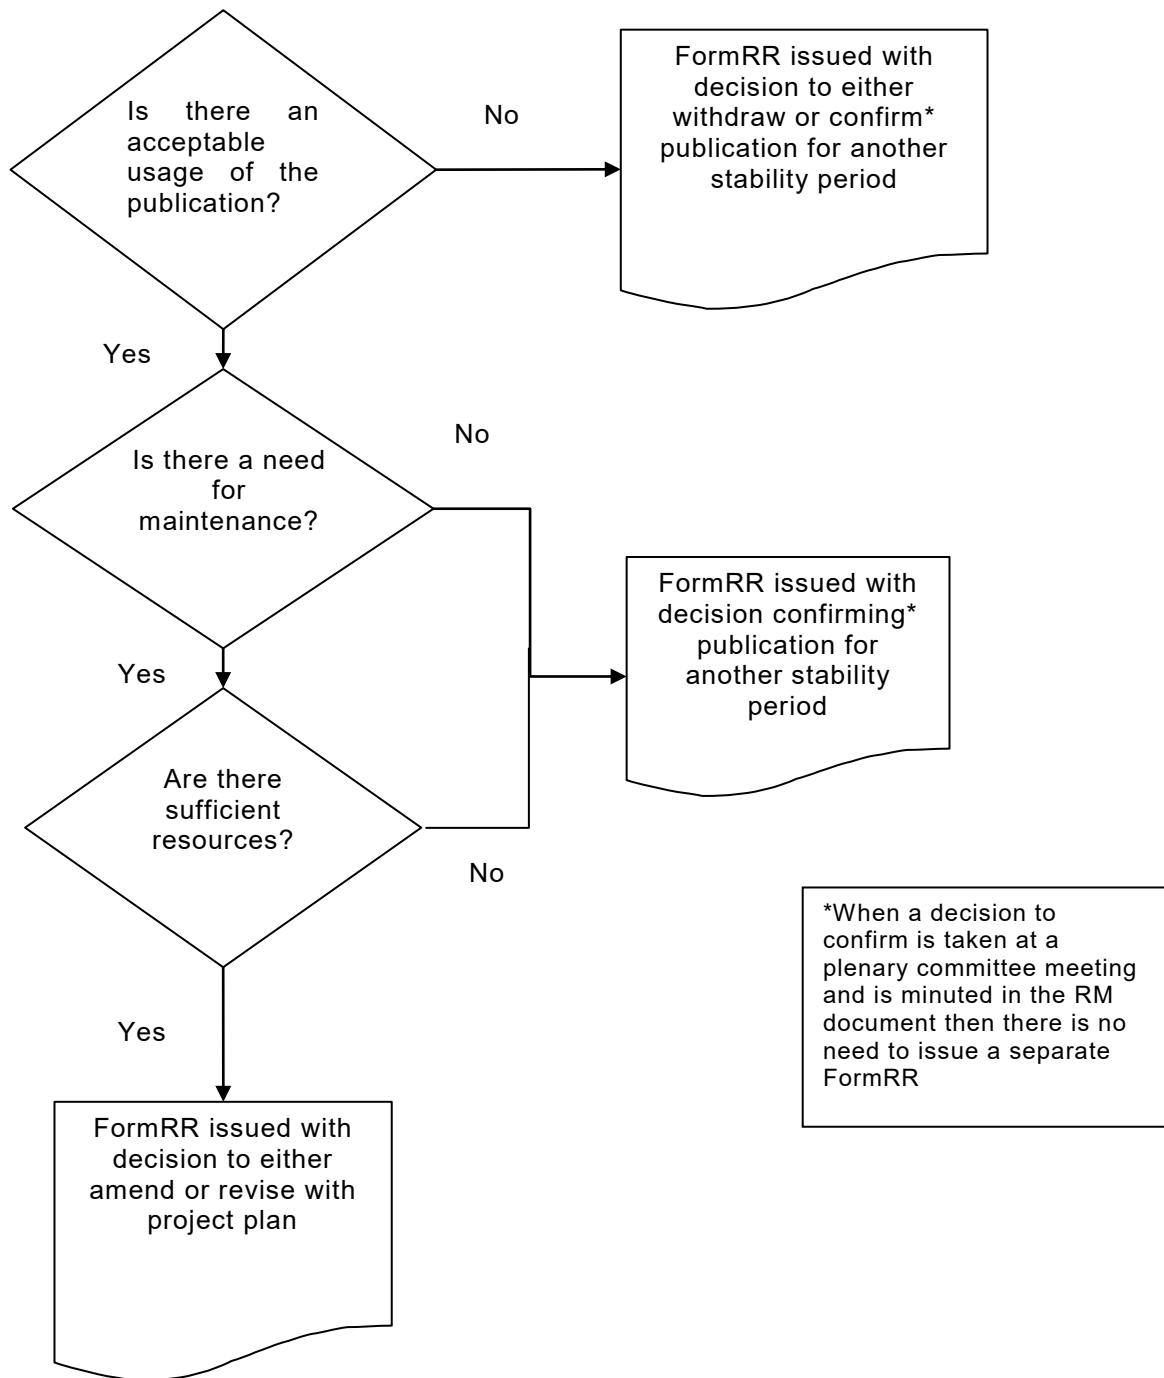 Is there an
acceptable
usage of the
publication?
No
FormRR issued with
decision to either
withdraw or confirm*
publication for another
stability period
Yes
Is there a need
for
maintenance?
No
FormRR issued with
decision confirming*
publication for
another stability
period
Yes
Are there
sufficient
resources?
No
*When a decision to
confirm is taken at a
plenary committee meeting
and is minuted in the RM
document then there is no
need to issue a separate
FormRR
Yes
FormRR issued with
decision to either
amend or revise with
project plan